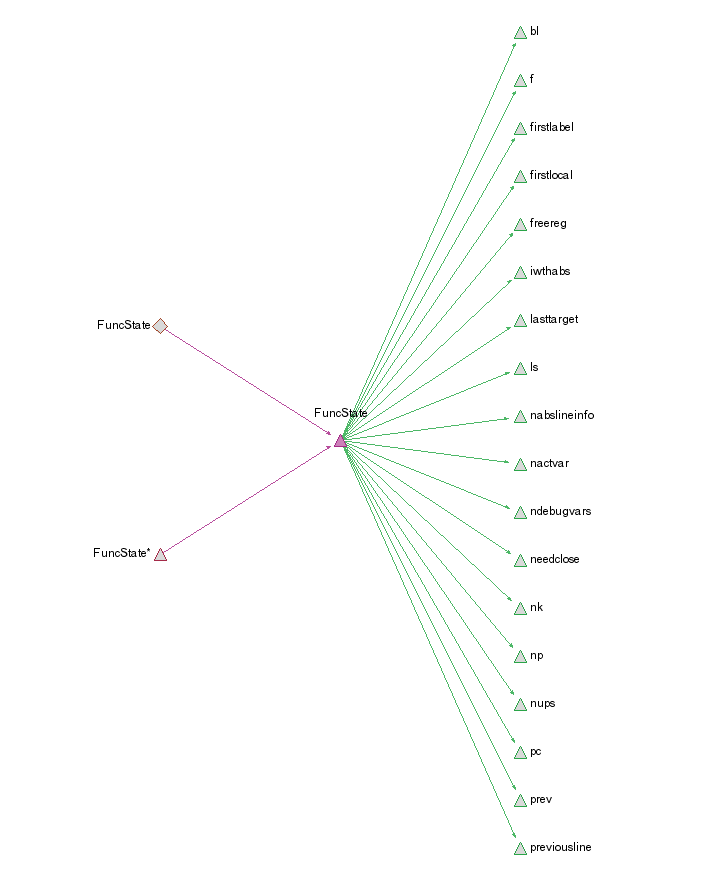 bl
f
firstlabel
firstlocal
freereg
iwthabs
FuncState
lasttarget
ls
FuncState
nabslineinfo
nactvar
ndebugvars
FuncState*
needclose
nk
np
nups
pc
prev
previousline